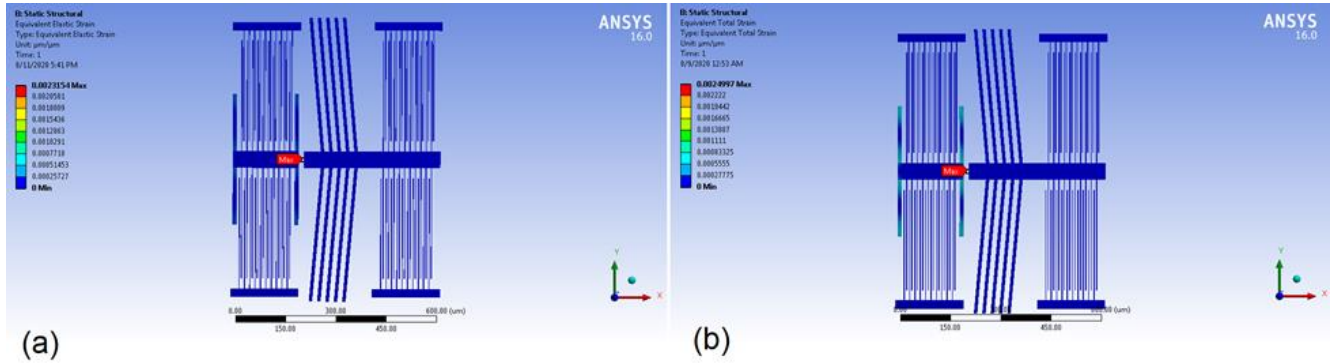 B: Static Structural
Equivalent Elastic Strain
Type: Equivalent Elastic Strain
Unit: µm/µm
Time: 1
8/11/2020 5:41 PM
0.0023154 Max
0.0018009
0.0015436
0.0012863
0.0010291
0.0007718
0.00051453
0.00025727
0 Min
ANSYS
16.0
Max
Y
X
0.00
300.00
600.00 (um)
150.00
450.00
(a)
B: Static Structural
Equivalent Total Strain
Type: Equivalent Total Strain
Unit: µm/µm
Time: 1
8/9/2020 12:53 AM
0.0024997 Max
0.002222
0.0019442
0.0016665
0.001111
0.00083325
0.0005555
0.00027775
0 Min
ANSYS
16.0
Max
Y
X
0.00
150.00
450.00
(b)